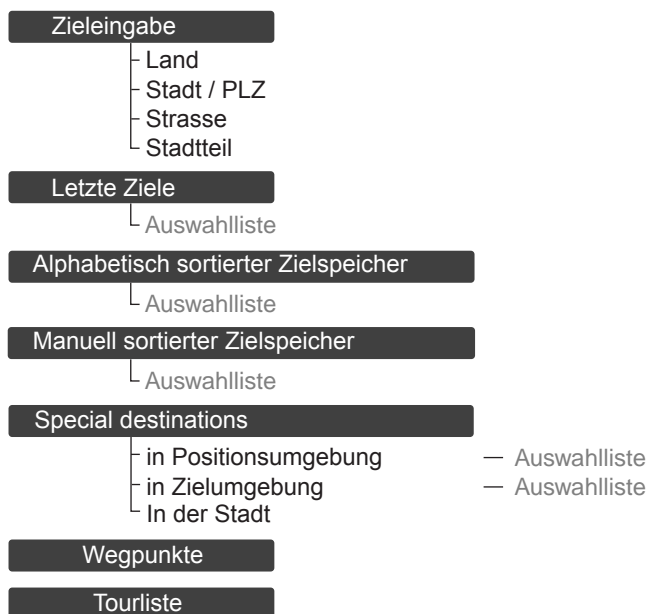 Zieleingabe
Land
Stadt / PLZ
Strasse
Stadtteil
Letzte Ziele
Auswahlliste
Alphabetisch sortierter Zielspeicher
Auswahlliste
Manuell sortierter Zielspeicher
Auswahlliste
Special destinations
in Positionsumgebung — Auswahlliste
in Zielumgebung — Auswahlliste
In der Stadt
Wegpunkte
Tourliste